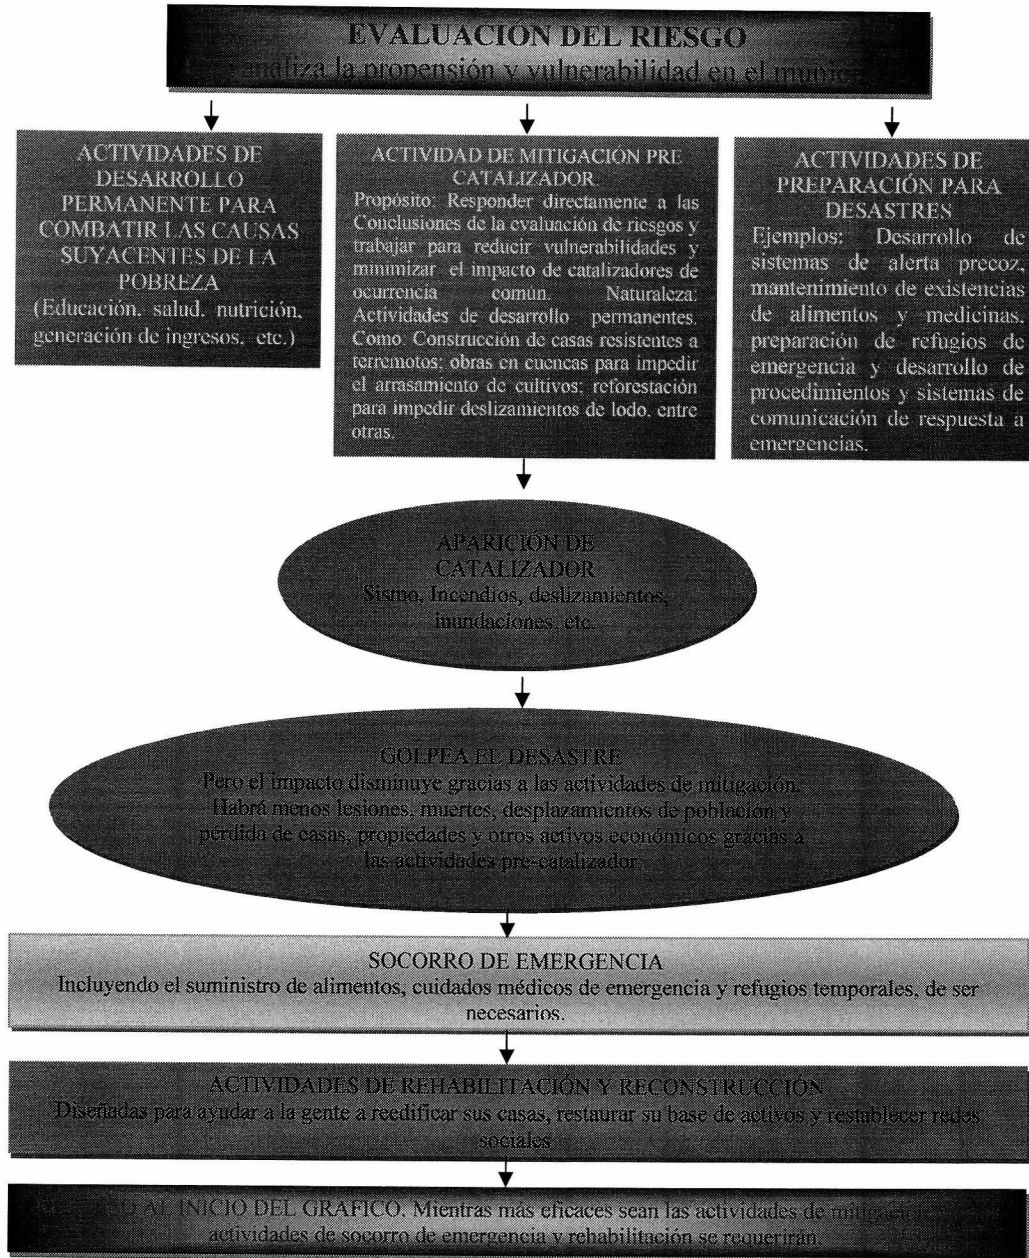 EVALUACIÓN DEL RIESGO
analiza la propensión y vulnerabilidad en el munic
ACTIVIDADES DE
DESARROLLO
PERMANENTE PARA
COMBATIR LAS CAUSAS
SUYACENTES DE LA
POBREZA
(Educación, salud, nutrición,
generación de ingresos, etc.)
ACTIVIDAD DE MITIGACIÓN PRE
CATALIZADOR
Propósito: Responder directamente a las
Conclusiones de la evaluación de riesgos y
trabajar para reducir vulnerabilidades y
minimizar el impacto de catalizadores de
ocurrencia común. Naturaleza:
Actividades de desarrollo permanentes.
Como: Construcción de casas resistentes a
terremotos; obras en cuencas para impedir
el arrasamiento de cultivos; reforestación
para impedir deslizamientos de lodo, entre
otras.
ACTIVIDADES DE
PREPARACIÓN PARA
DESASTRES
Ejemplos: Desarrollo de
sistemas de alerta precoz,
mantenimiento de existencias
de alimentos y medicinas,
preparación de refugios de
emergencia y desarrollo de
procedimientos y sistemas de
comunicación de respuesta a
emergencias.
APARICIÓN DE
CATALIZADOR
Sismo, Incendios, deslizamientos,
inundaciones, etc.
GOLPEA EL DESASTRE
Pero el impacto disminuye gracias a las actividades de mitigación.
Habrá menos lesiones, muertes, desplazamientos de población y
pérdida de casas, propiedades y otros activos económicos gracias a
las actividades pre-catalizador
SOCORRO DE EMERGENCIA
Incluyendo el suministro de alimentos, cuidados médicos de emergencia y refugios temporales, de ser
necesarios.
ACTIVIDADES DE REHABILITACIÓN Y RECONSTRUCCIÓN
Diseñadas para ayudar a la gente a reedificar sus casas, restaurar su base de activos y restablecer redes
sociales
AL INICIO DEL GRAFICO. Mientras más eficaces sean las actividades de mitigación
actividades de socorro de emergencia y rehabilitación se requerirán.